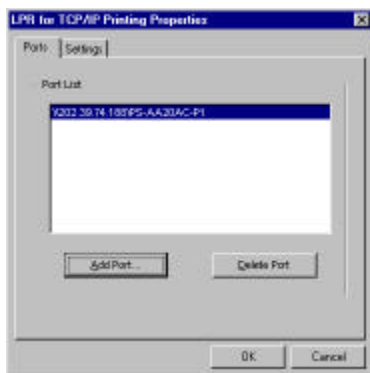 LPR for TCP/IP Printing Properties
Ports
Settings
Port List
\\202.39.74.188\PS-AA20AC-P1
Add Port...
Delete Port
OK
Cancel